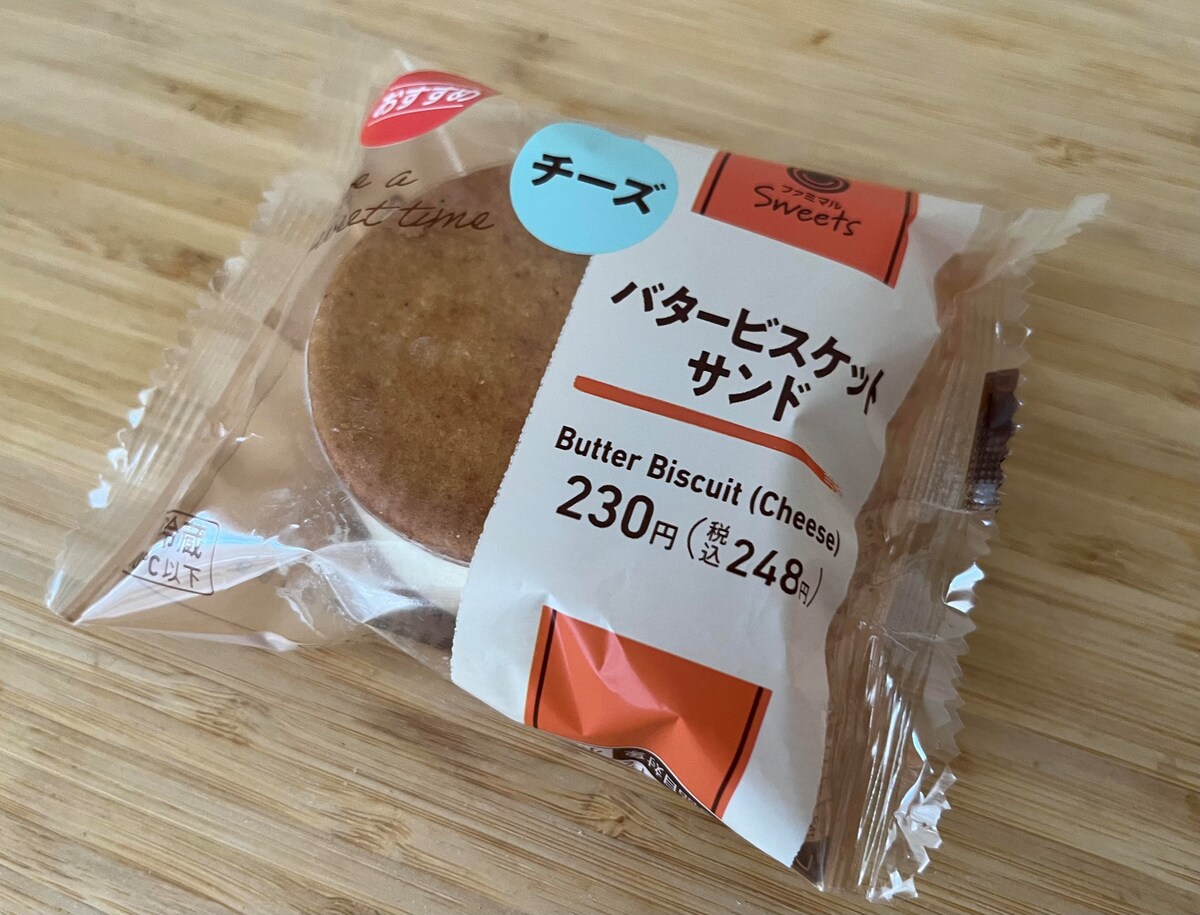 おすすめ
チーズ
ファミマル
Sweets
a
sweet time
バタービスケット
サンド
Butter Biscuit (Cheese)
230円(税込248円)
冷蔵
℃以下